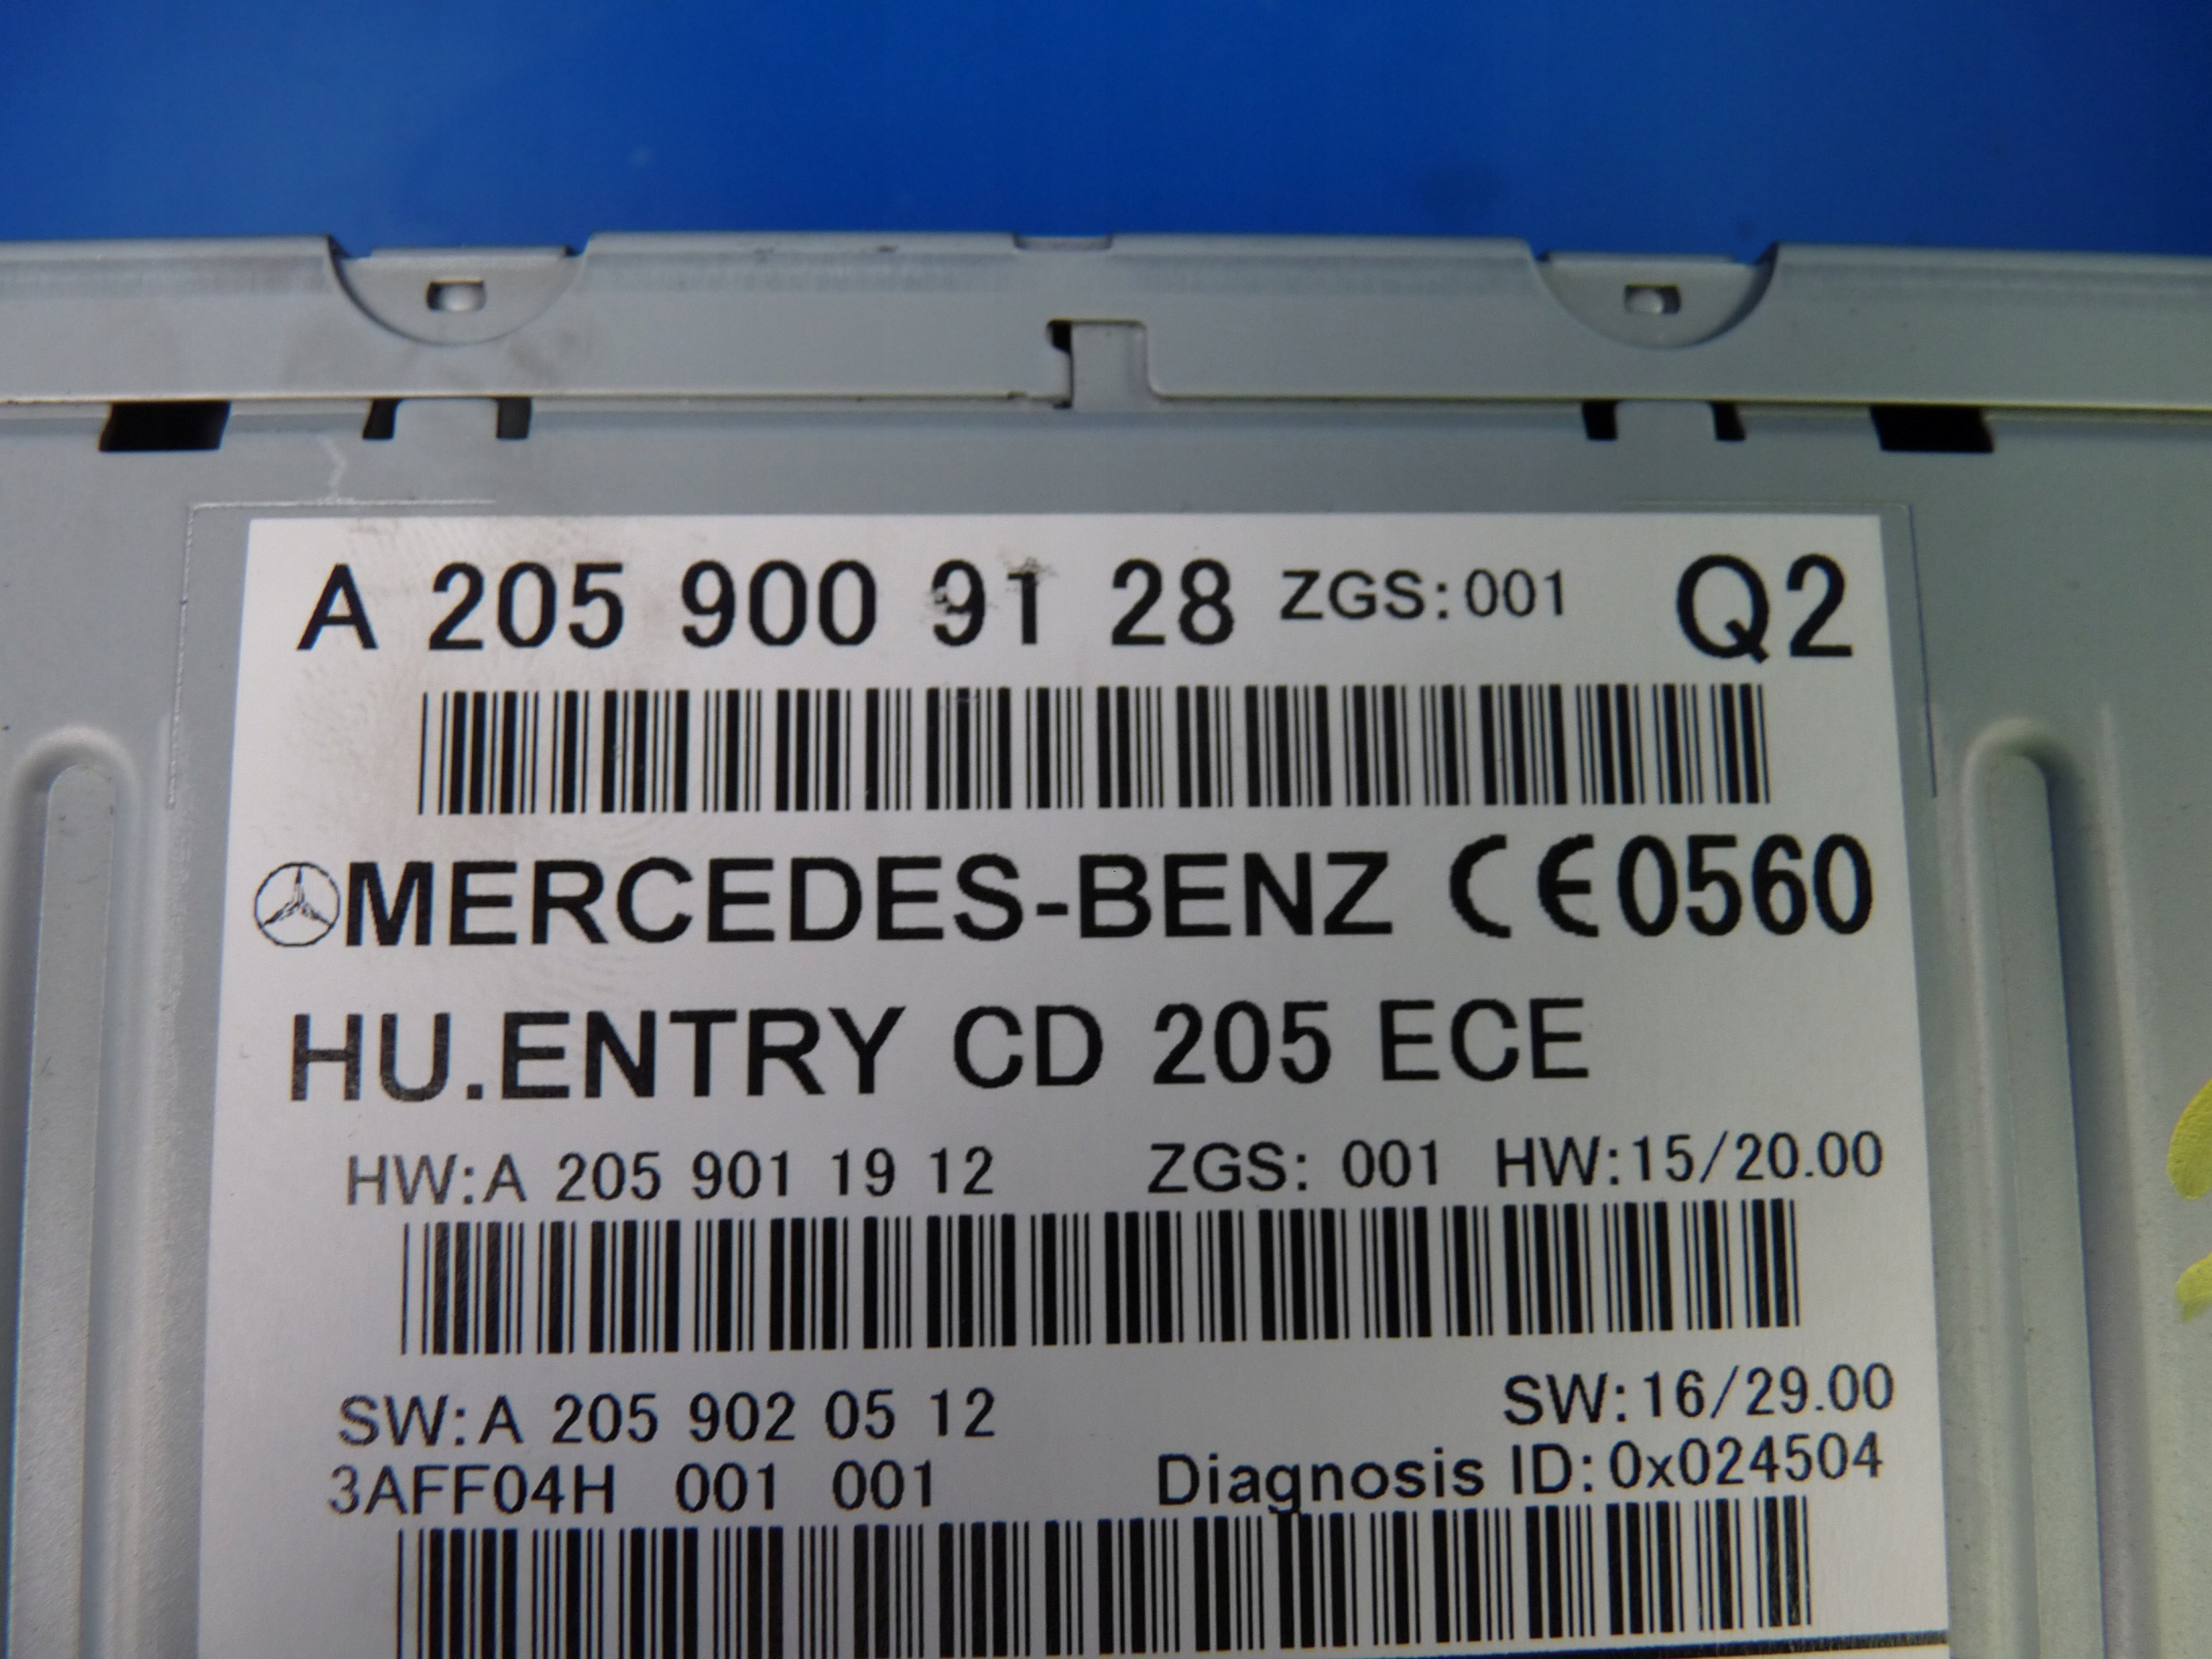 A 205 900 91 28 ZGS:001 Q2
MERCEDES-BENZ CE0560
HU.ENTRY CD 205 ECE
HW:A 205 901 19 12 ZGS: 001 HW:15/20.00
SW:A 205 902 05 12 SW:16/29.00
3AFF04H 001 001 Diagnosis ID:0x024504